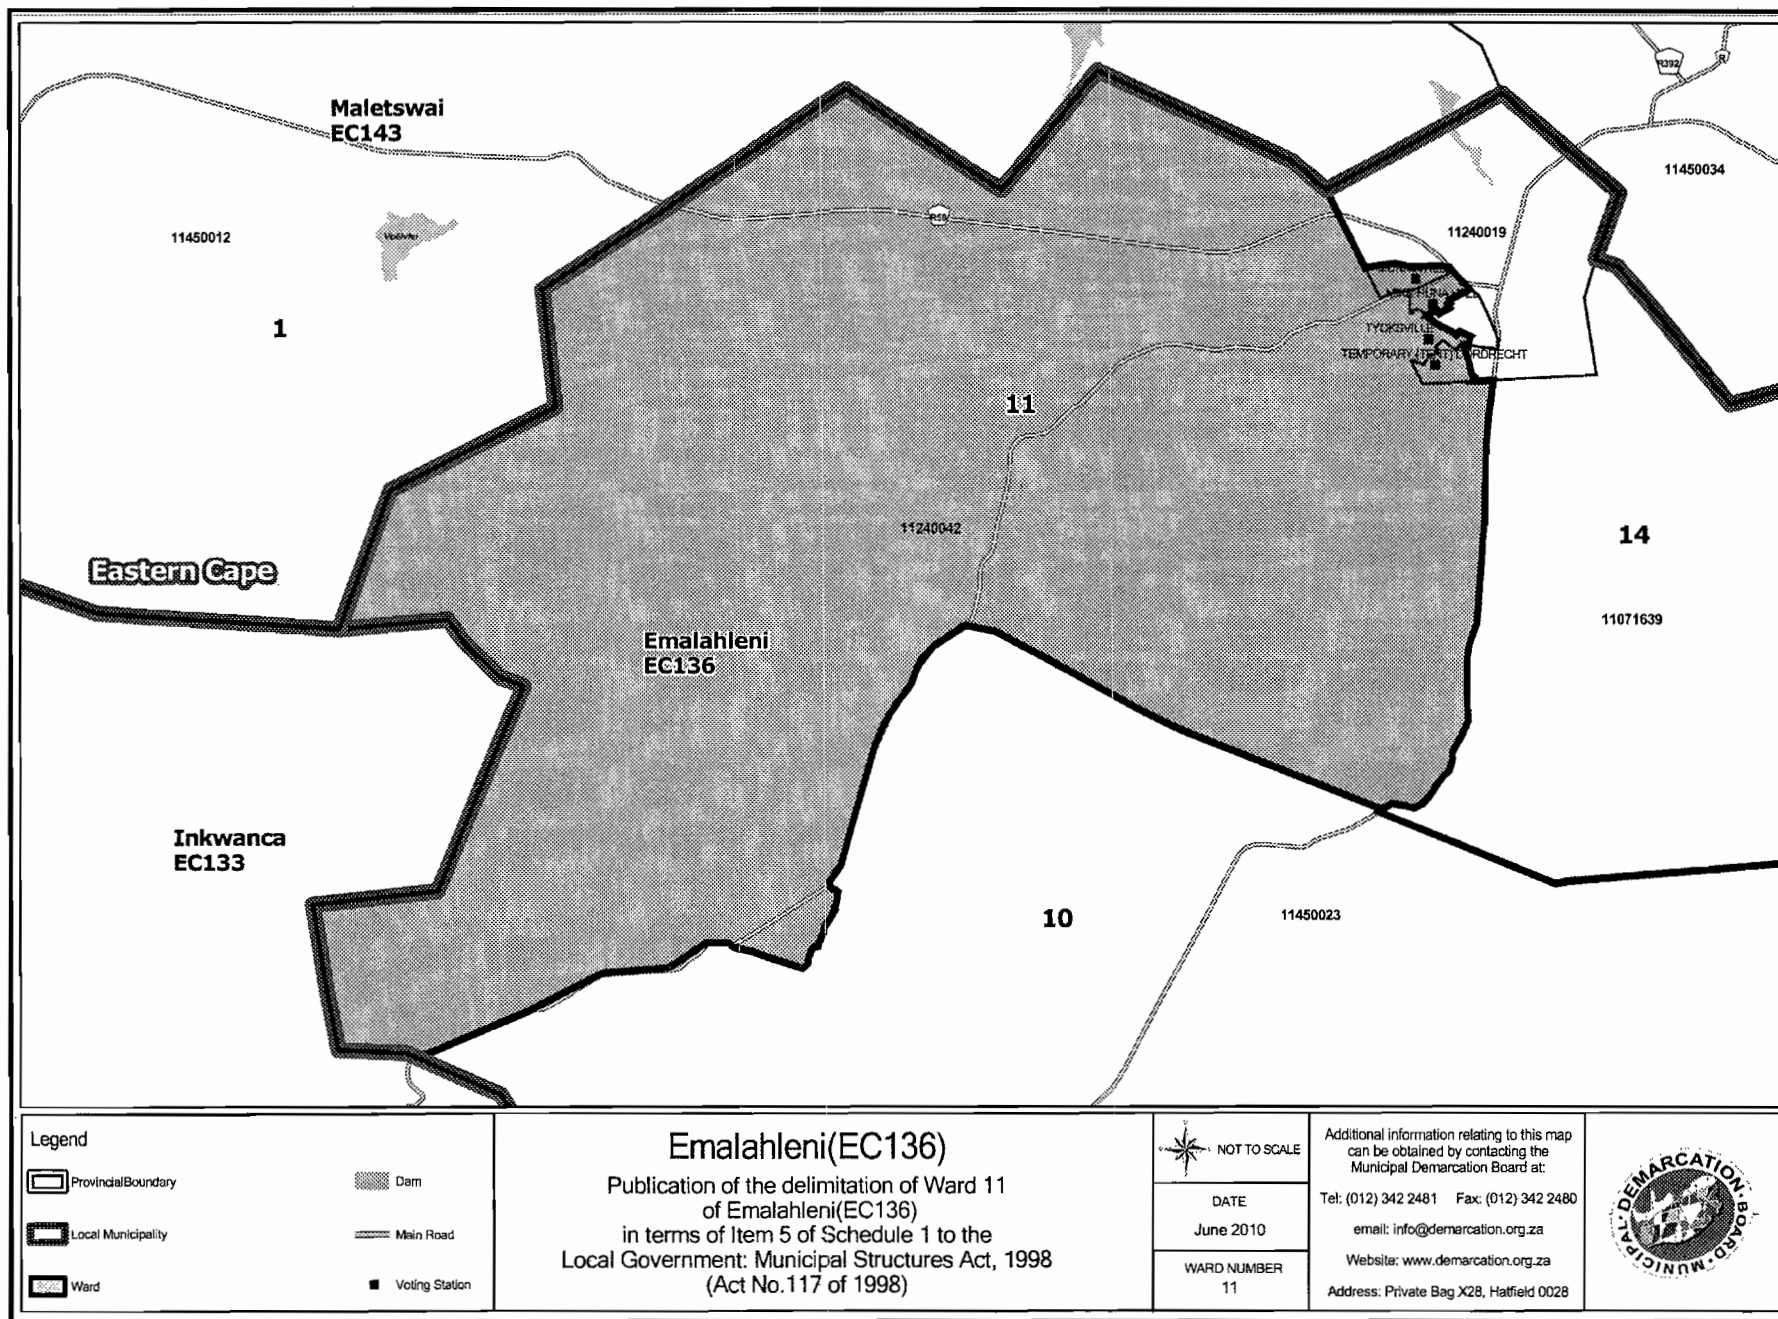 Maletswai
EC143
R392
R
11450034
11450012
R56
11240019
1
TYOKSVILLE
TEMPORARY (TENT) DORDRECHT
11
11240042
14
Eastern Cape
11071639
Emalahleni
EC136
Inkwanca
EC133
10
11450023
Legend
ProvincialBoundary
Dam
Local Municipality
Main Road
Ward
Voting Station
Emalahleni(EC136)
Publication of the delimitation of Ward 11
of Emalahleni(EC136)
in terms of Item 5 of Schedule 1 to the
Local Government: Municipal Structures Act, 1998
(Act No.117 of 1998)
NOT TO SCALE
DATE
June 2010
WARD NUMBER
11
Additional information relating to this map
can be obtained by contacting the
Municipal Demarcation Board at:
Tel: (012) 342 2481 Fax: (012) 342 2480
email: info@demarcation.org.za
Website: www.demarcation.org.za
Address: Private Bag X28, Hatfield 0028
MUNICIPAL DEMARCATION BOARD